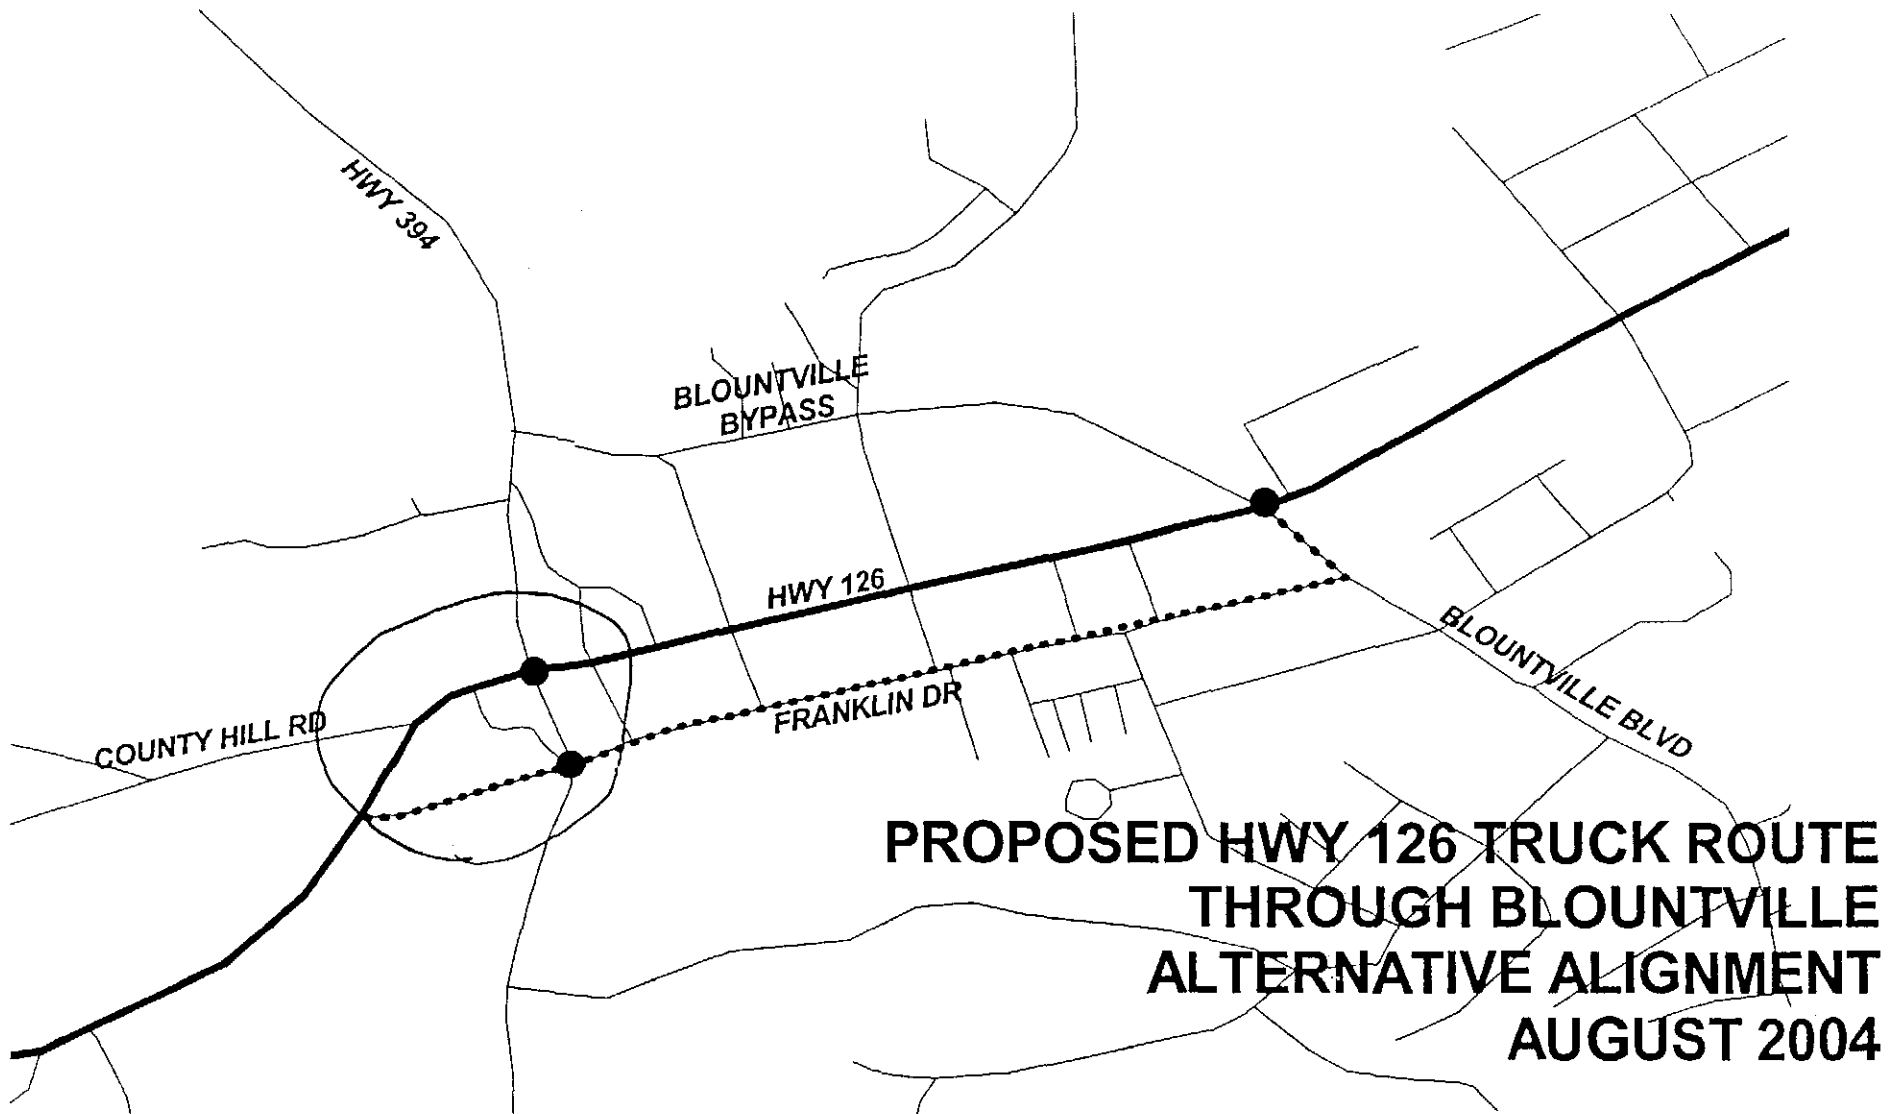 HWY 394
BLOUNTVILLE
BYPASS
HWY 126
COUNTY HILL RD
FRANKLIN DR
BLOUNTVILLE BLVD
PROPOSED HWY 126 TRUCK ROUTE
THROUGH BLOUNTVILLE
ALTERNATIVE ALIGNMENT
AUGUST 2004